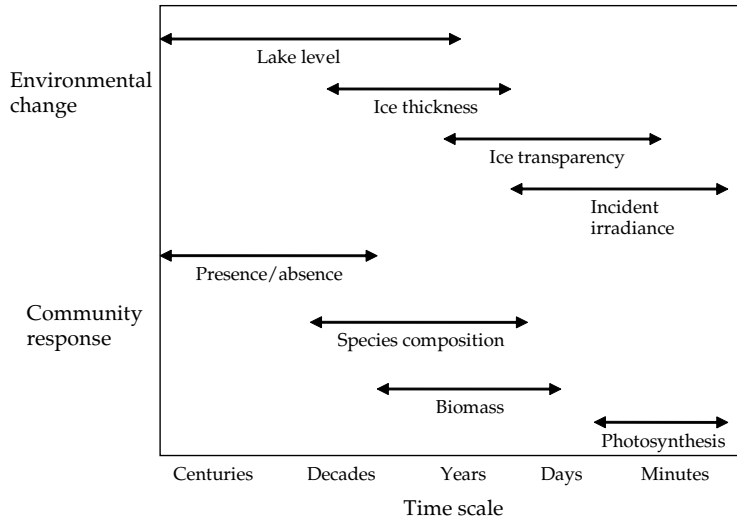 Lake level
Environmental
change
Ice thickness
Ice transparency
Incident
irradiance
Presence/absence
Community
response
Species composition
Biomass
Photosynthesis
Centuries Decades Years Days Minutes
Time scale